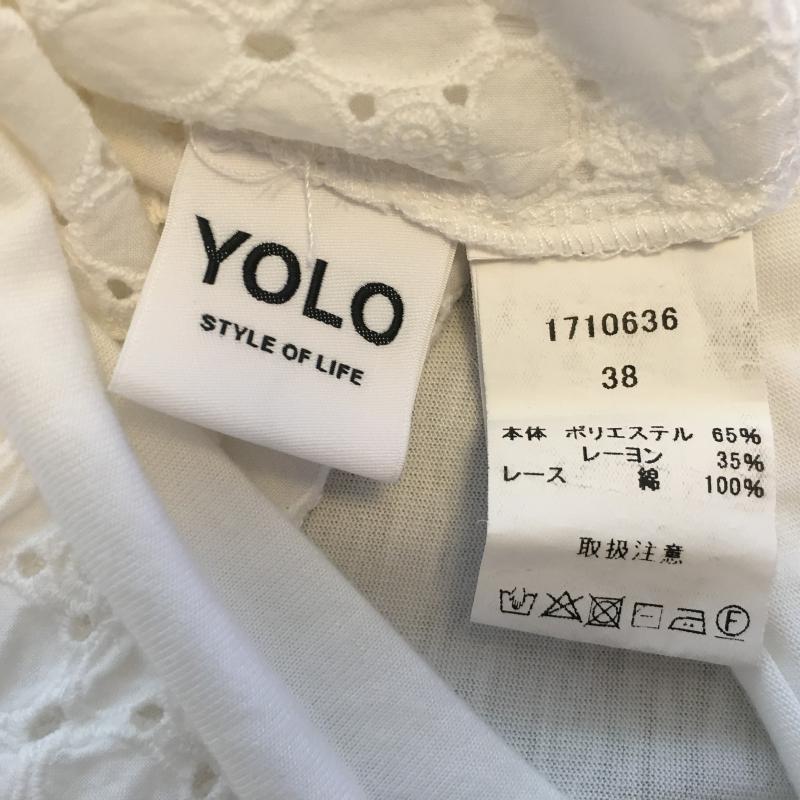 YOLO
STYLE OF LIFE
1710636
38
本体 ポリエステル 65%
レーヨン 35%
レース 綿 100%
取扱注意
F